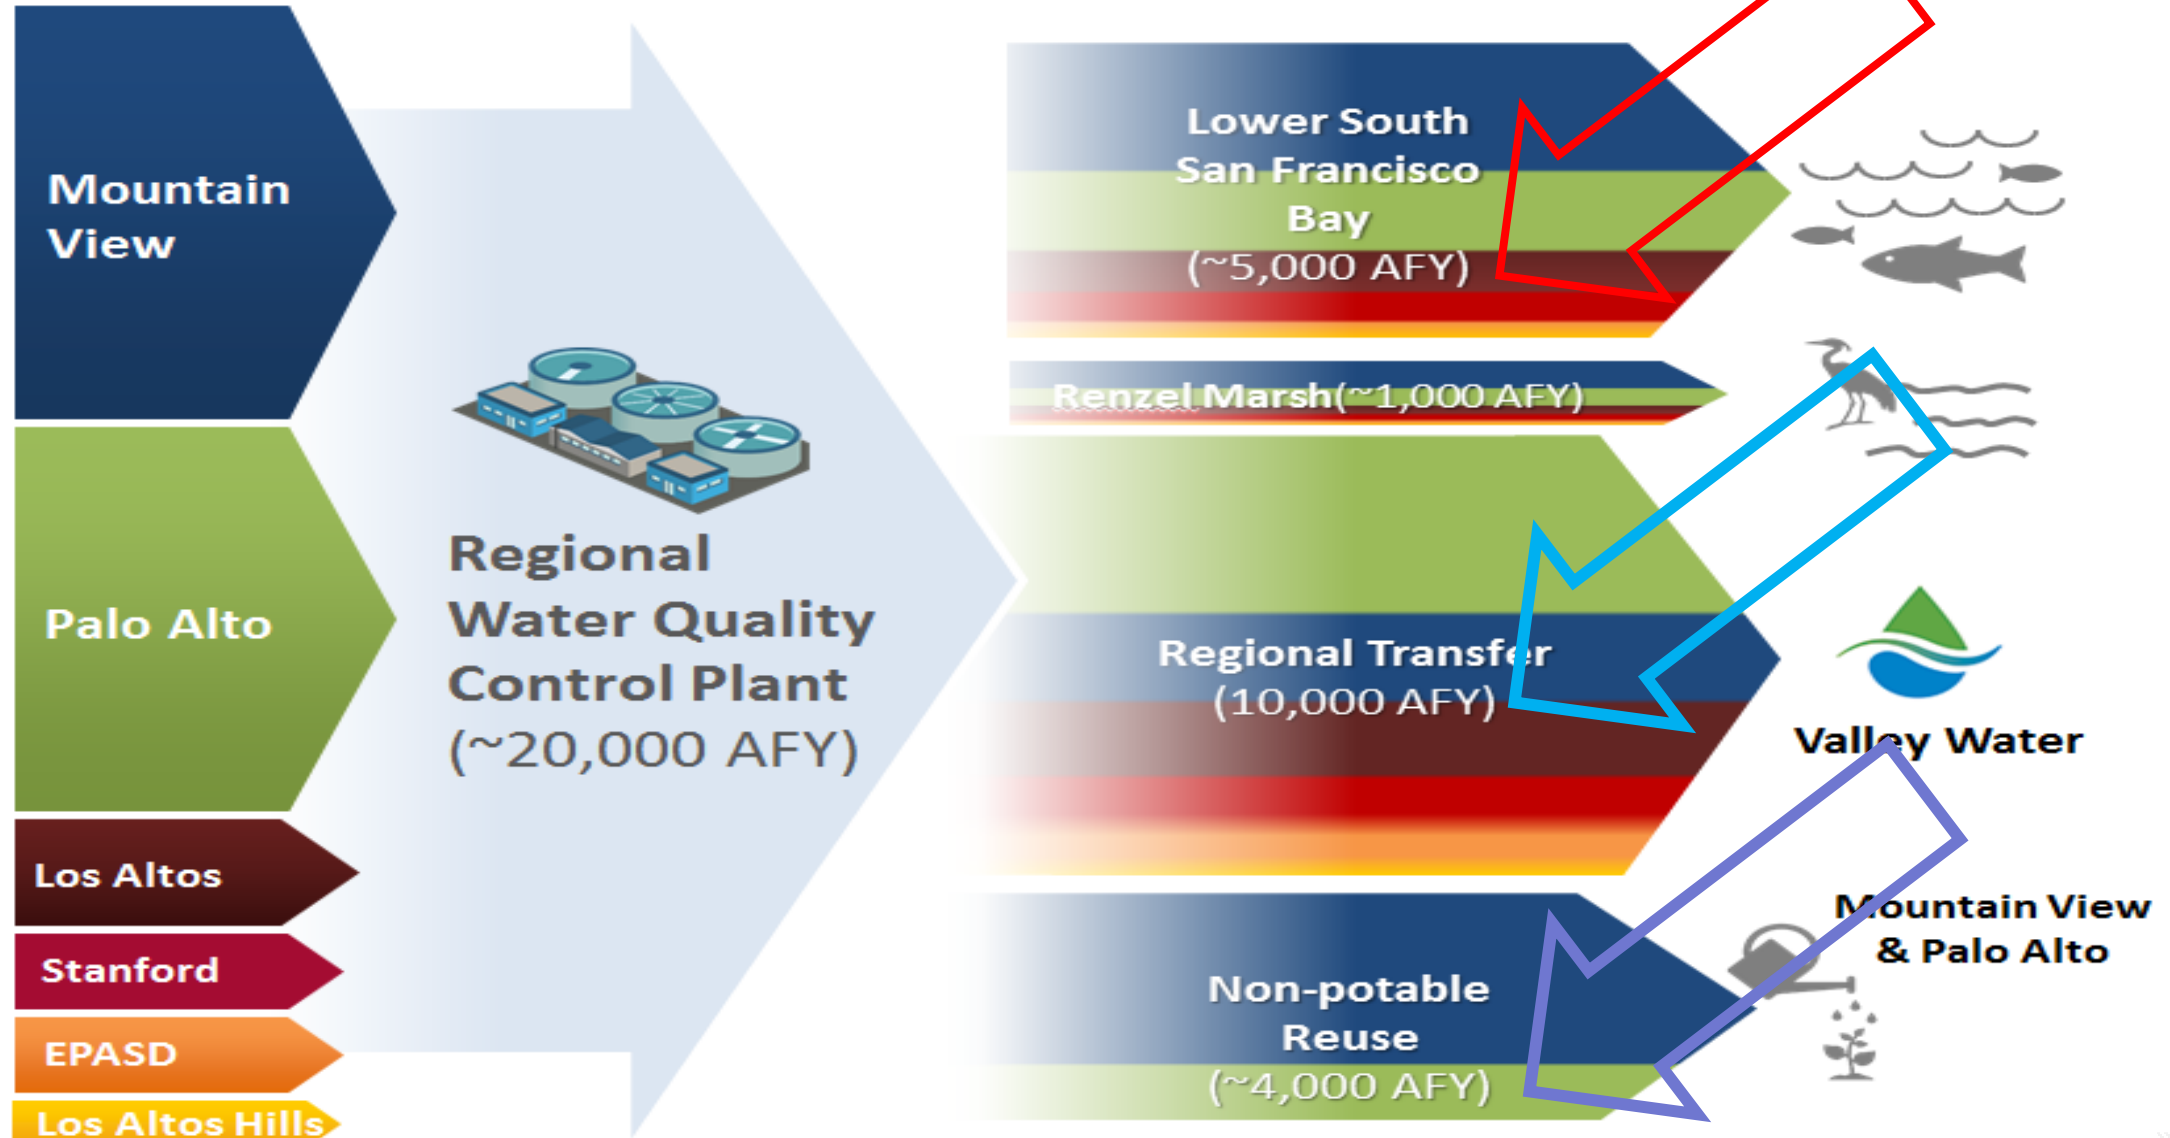 Mountain
View
Palo Alto
Los Altos
Stanford
EPASD
Los Altos Hills
Regional
Water Quality
Control Plant
(~20,000 AFY)
Lower South
San Francisco
Bay
(~5,000 AFY)
Renzel Marsh(~1,000 AFY)
Regional Transfer
(10,000 AFY)
Non-potable
Reuse
(~4,000 AFY)
Valley Water
Mountain View
& Palo Alto